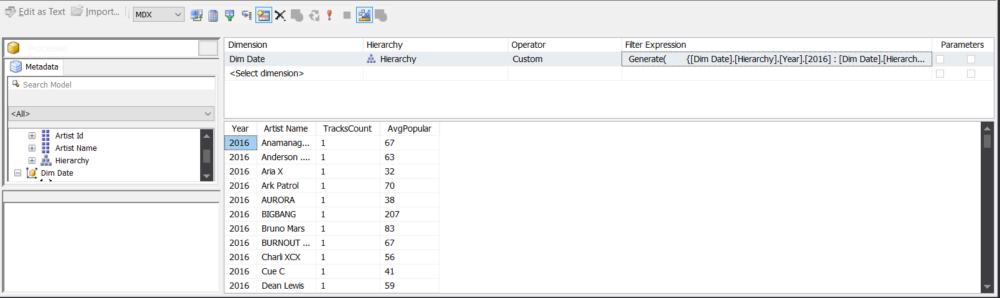 Edit as Text Import... MDX
Processed
Metadata
Search Model
<All>
Artist Id
Artist Name
Hierarchy
Dim Date
Dimension Hierarchy Operator Filter Expression Parameters
Dim Date Hierarchy Custom Generate( {[Dim Date].[Hierarchy].[Year].[2016] : [Dim Date].[Hierarch...
<Select dimension>
Year Artist Name TracksCount AvgPopular
2016 Anamanag... 1 67
2016 Anderson .... 1 63
2016 Aria X 1 32
2016 Ark Patrol 1 70
2016 AURORA 1 38
2016 BIGBANG 1 207
2016 Bruno Mars 1 83
2016 BURNOUT ... 1 67
2016 Charli XCX 1 56
2016 Cue C 1 41
2016 Dean Lewis 1 59